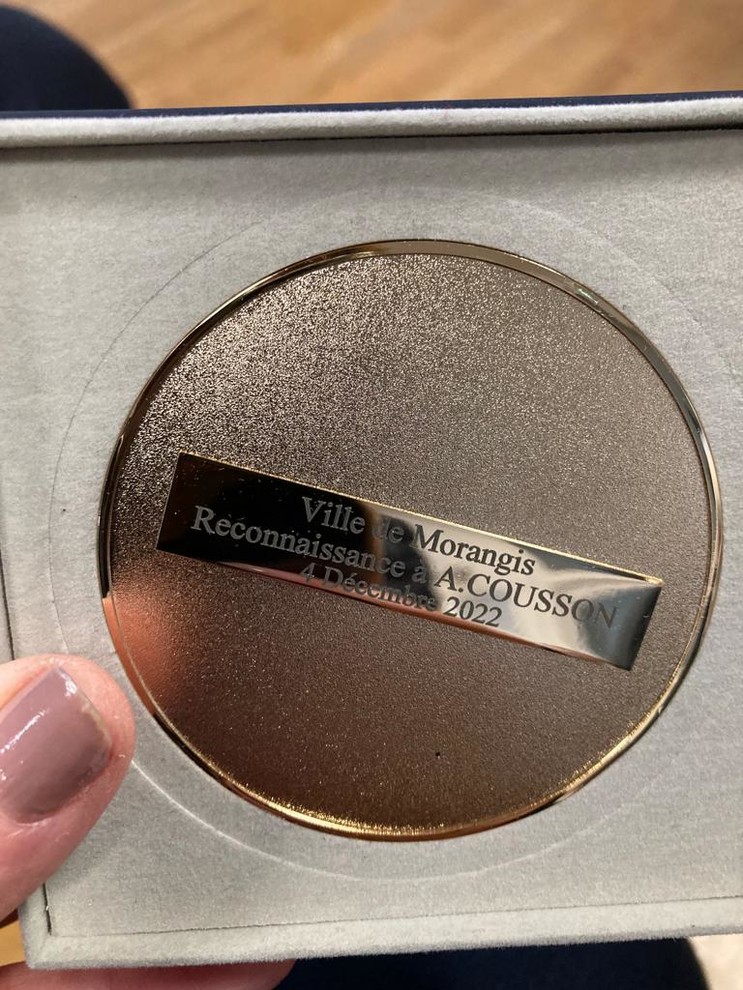 Ville de Morangis
Reconnaissance à A.COUSSON
4 Décembre 2022